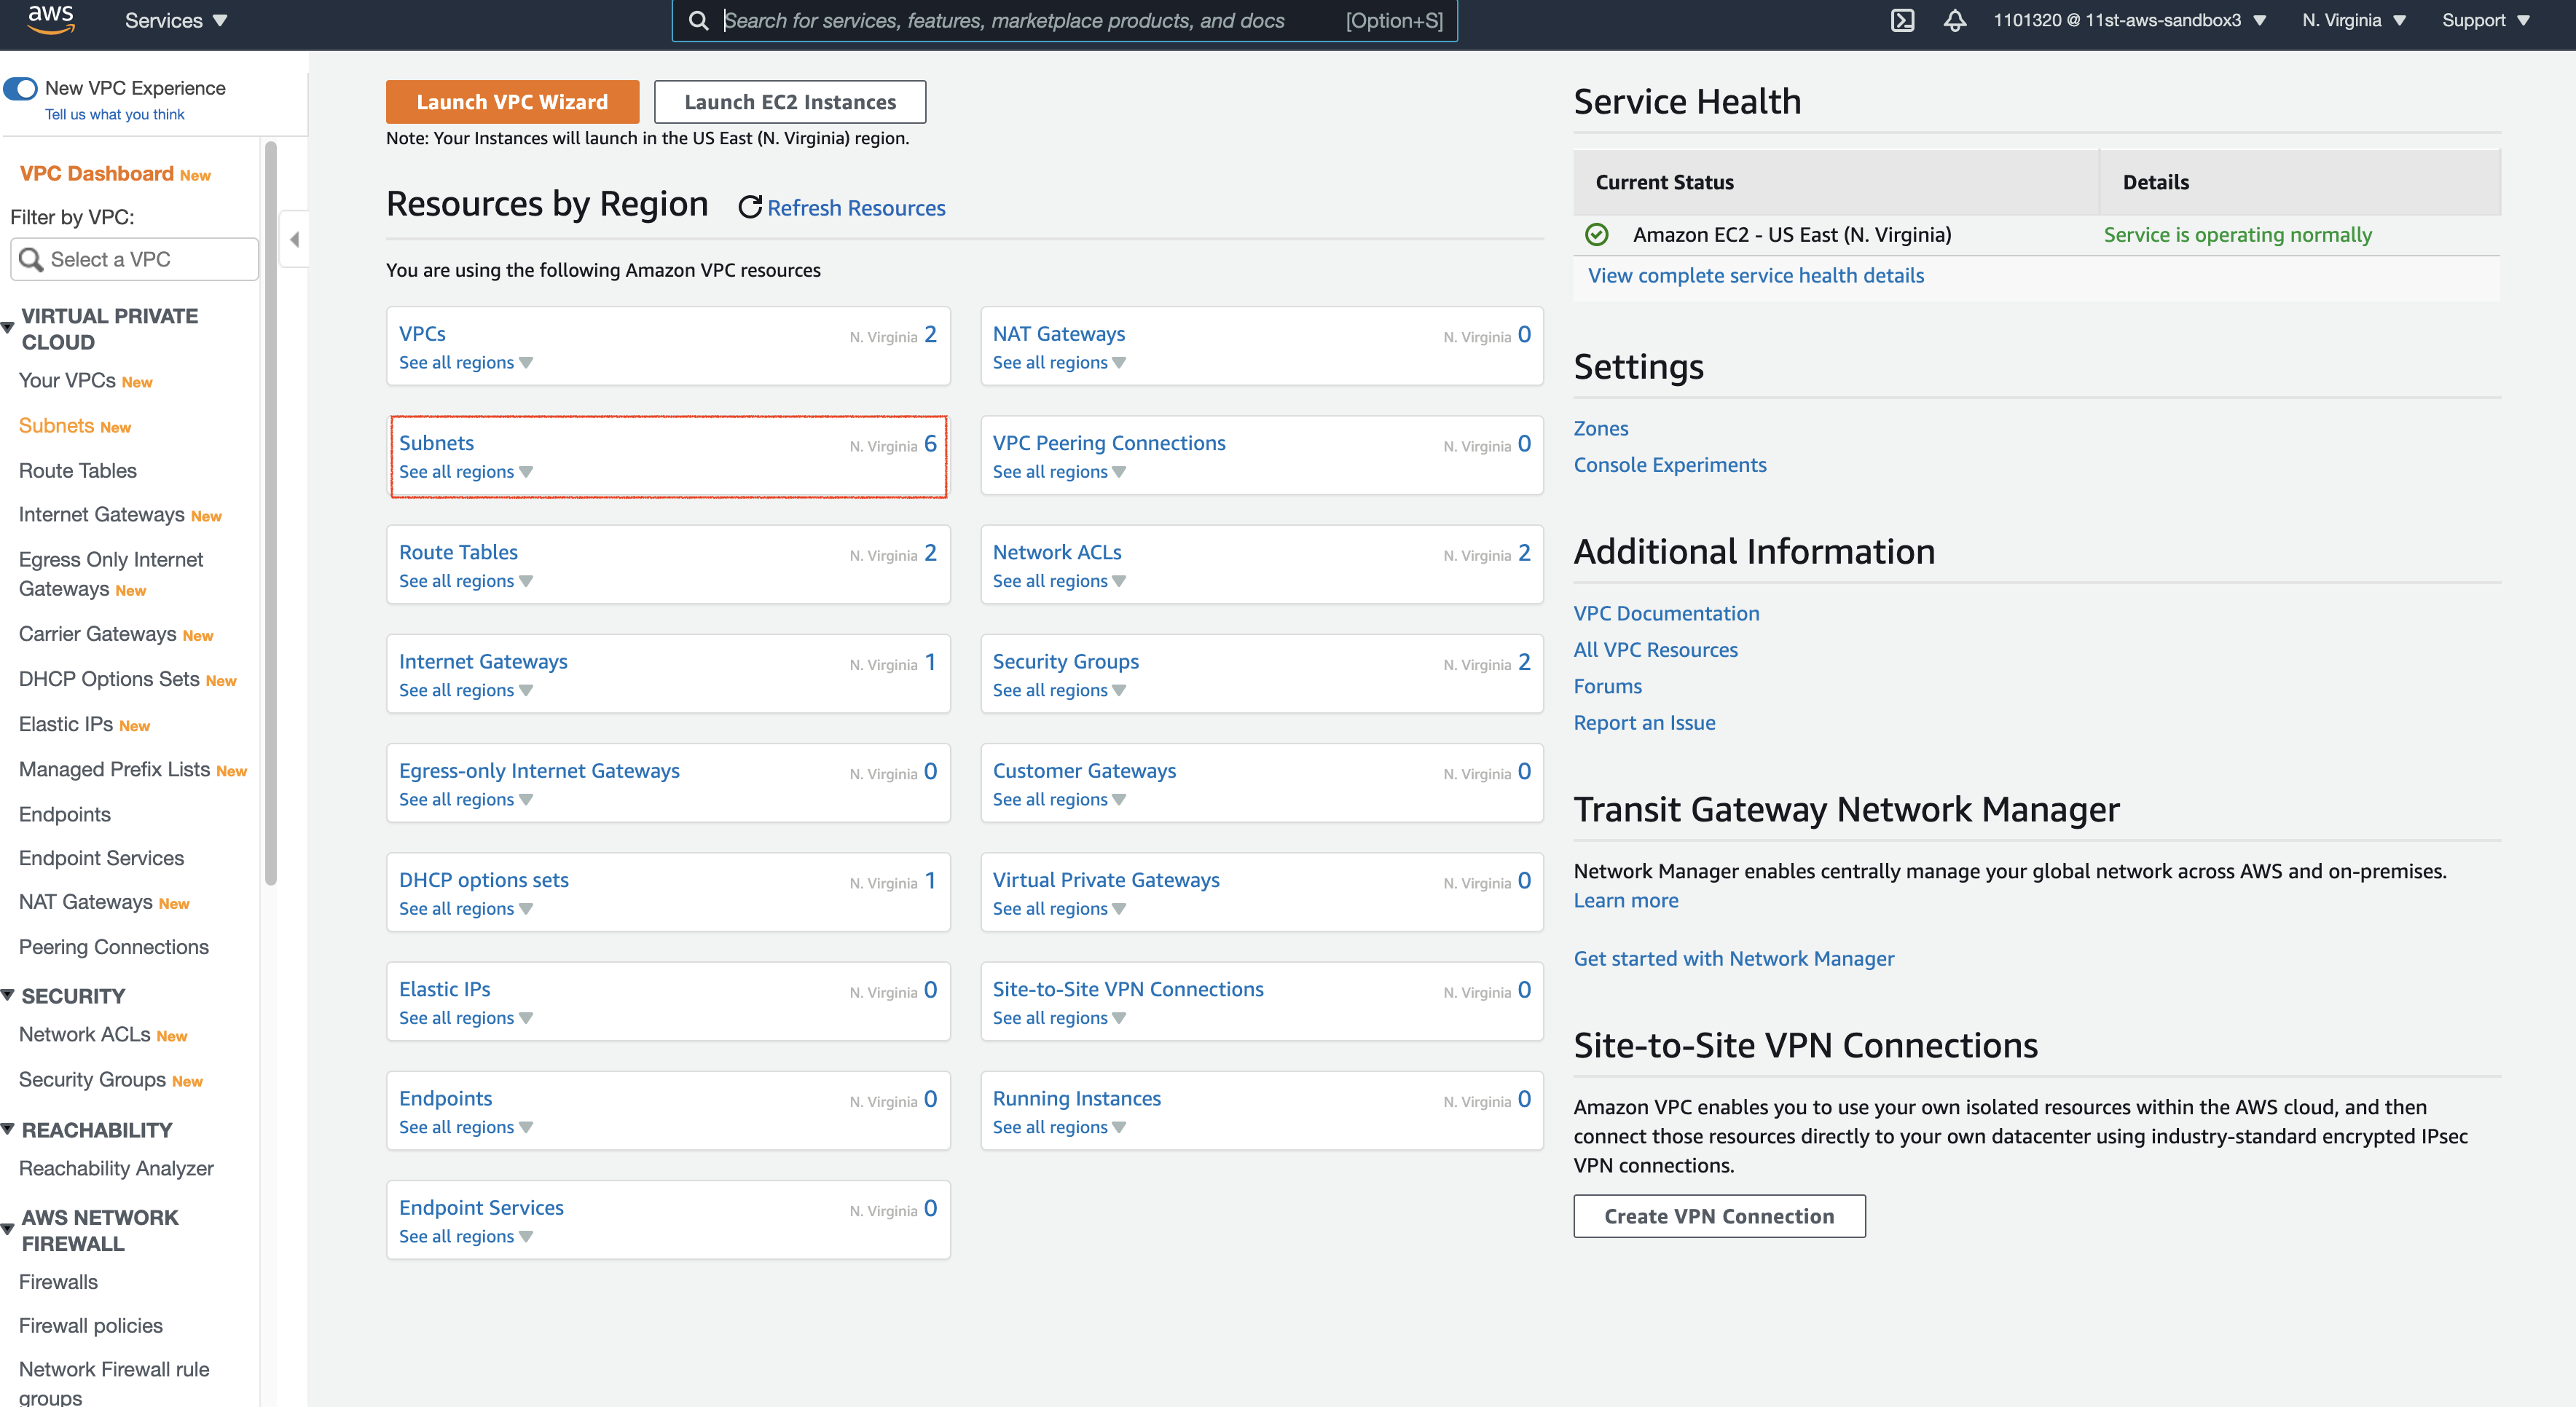 aws
Services
Search for services, features, marketplace products, and docs [Option+S]
1101320 @ 11st-aws-sandbox3
N. Virginia
Support
New VPC Experience
Tell us what you think
VPC Dashboard New
Filter by VPC:
Select a VPC
VIRTUAL PRIVATE
CLOUD
Your VPCs New
Subnets New
Route Tables
Internet Gateways New
Egress Only Internet
Gateways New
Carrier Gateways New
DHCP Options Sets New
Elastic IPs New
Managed Prefix Lists New
Endpoints
Endpoint Services
NAT Gateways New
Peering Connections
SECURITY
Network ACLs New
Security Groups New
REACHABILITY
Reachability Analyzer
AWS NETWORK
FIREWALL
Firewalls
Firewall policies
Network Firewall rule
groups
Launch VPC Wizard
Launch EC2 Instances
Note: Your Instances will launch in the US East (N. Virginia) region.
Resources by Region
Refresh Resources
You are using the following Amazon VPC resources
VPCs N. Virginia 2
See all regions
NAT Gateways N. Virginia 0
See all regions
Subnets N. Virginia 6
See all regions
VPC Peering Connections N. Virginia 0
See all regions
Route Tables N. Virginia 2
See all regions
Network ACLs N. Virginia 2
See all regions
Internet Gateways N. Virginia 1
See all regions
Security Groups N. Virginia 2
See all regions
Egress-only Internet Gateways N. Virginia 0
See all regions
Customer Gateways N. Virginia 0
See all regions
DHCP options sets N. Virginia 1
See all regions
Virtual Private Gateways N. Virginia 0
See all regions
Elastic IPs N. Virginia 0
See all regions
Site-to-Site VPN Connections N. Virginia 0
See all regions
Endpoints N. Virginia 0
See all regions
Running Instances N. Virginia 0
See all regions
Endpoint Services N. Virginia 0
See all regions
Service Health
Current Status Details
Amazon EC2 - US East (N. Virginia) Service is operating normally
View complete service health details
Settings
Zones
Console Experiments
Additional Information
VPC Documentation
All VPC Resources
Forums
Report an Issue
Transit Gateway Network Manager
Network Manager enables centrally manage your global network across AWS and on-premises.
Learn more
Get started with Network Manager
Site-to-Site VPN Connections
Amazon VPC enables you to use your own isolated resources within the AWS cloud, and then
connect those resources directly to your own datacenter using industry-standard encrypted IPsec
VPN connections.
Create VPN Connection